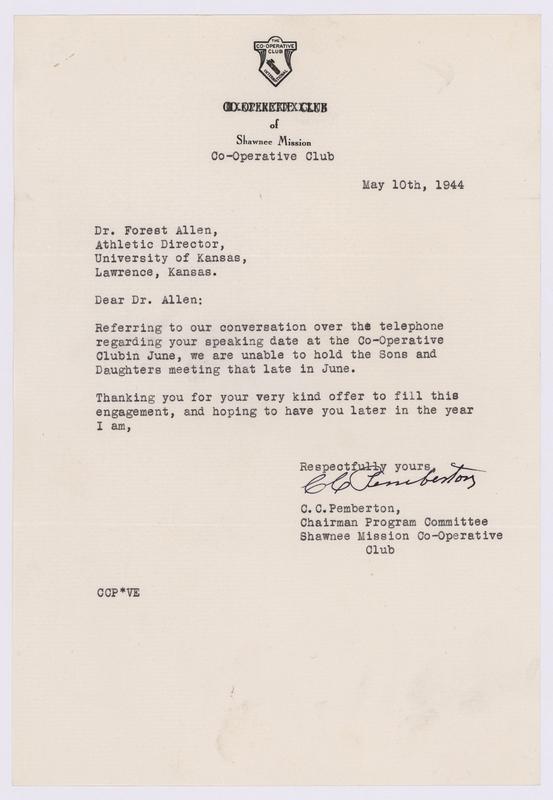 THE
CO-OPERATIVE
CLUB
INTERNATIONAL
of
Shawnee Mission
Co-Operative Club
May 10th, 1944
Dr. Forest Allen,
Athletic Director,
University of Kansas,
Lawrence, Kansas.
Dear Dr. Allen:
Referring to our conversation over the telephone
regarding your speaking date at the Co-Operative
Clubin June, we are unable to hold the Sons and
Daughters meeting that late in June.
Thanking you for your very kind offer to fill this
engagement, and hoping to have you later in the year
I am,
Respectfully yours,
C C Pemberton
C.C.Pemberton,
Chairman Program Committee
Shawnee Mission Co-Operative
Club
CCP*VE